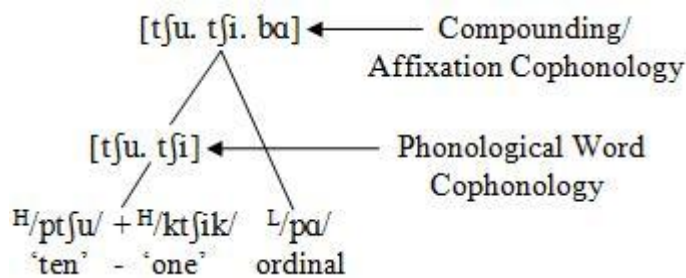 [tʃu. tʃi. bɑ] Compounding/
Affixation Cophonology
[tʃu. tʃi] Phonological Word
Cophonology
ᴴ/ptʃu/ + ᴴ/ktʃik/ ᴸ/pɑ/
‘ten’ - ‘one’ ordinal